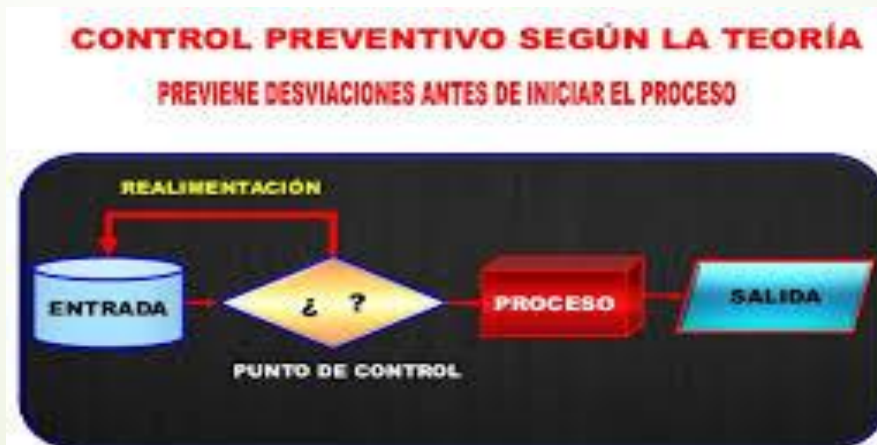 CONTROL PREVENTIVO SEGÚN LA TEORÍA
PREVIENE DESVIACIONES ANTES DE INICIAR EL PROCESO
REALIMENTACIÓN
ENTRADA
¿ ?
PROCESO
SALIDA
PUNTO DE CONTROL